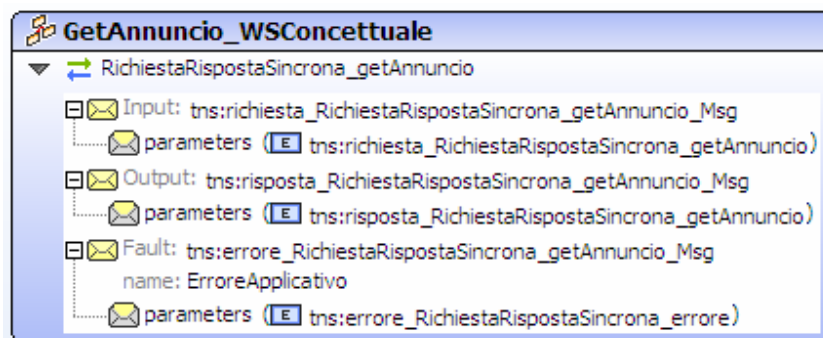 GetAnnuncio_WSConcettuale
RichiestaRispostaSincrona_getAnnuncio
Input: tns:richiesta_RichiestaRispostaSincrona_getAnnuncio_Msg
parameters (E tns:richiesta_RichiestaRispostaSincrona_getAnnuncio)
Output: tns:risposta_RichiestaRispostaSincrona_getAnnuncio_Msg
parameters (E tns:risposta_RichiestaRispostaSincrona_getAnnuncio)
Fault: tns:errore_RichiestaRispostaSincrona_getAnnuncio_Msg
name: ErroreApplicativo
parameters (E tns:errore_RichiestaRispostaSincrona_errore)